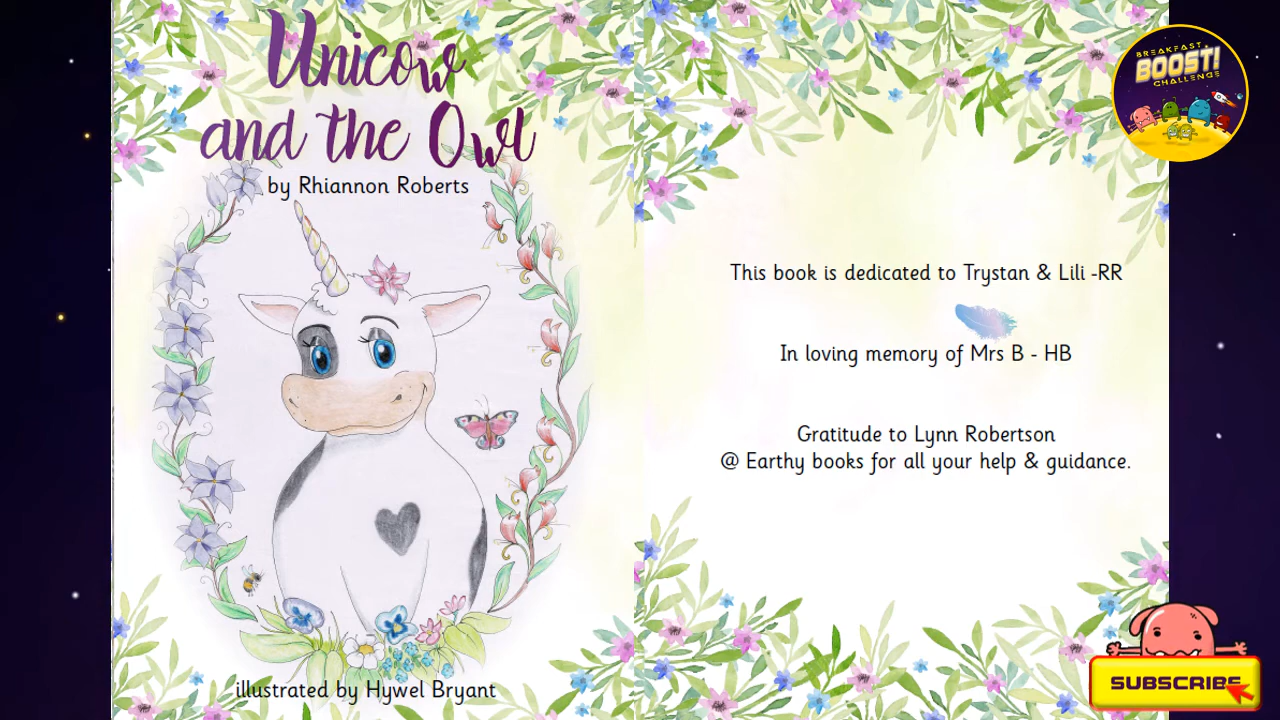 Unicow
and the Owl
by Rhiannon Roberts
illustrated by Hywel Bryant
This book is dedicated to Trystan & Lili -RR
In loving memory of Mrs B - HB
Gratitude to Lynn Robertson
@ Earthy books for all your help & guidance.
BREAKFAST
BOOST!
CHALLENGE
SUBSCRIBE